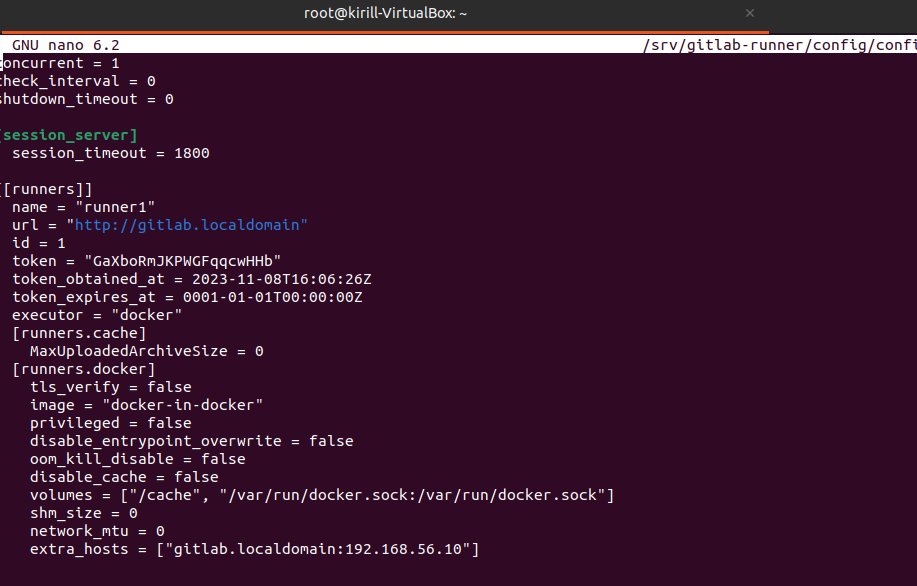 root@kirill-VirtualBox: ~
GNU nano 6.2 /srv/gitlab-runner/config/confi
concurrent = 1
check_interval = 0
shutdown_timeout = 0
[session_server]
session_timeout = 1800
[[runners]]
name = "runner1"
url = "http://gitlab.localdomain"
id = 1
token = "GaXboRmJKPWGFqqcwHHb"
token_obtained_at = 2023-11-08T16:06:26Z
token_expires_at = 0001-01-01T00:00:00Z
executor = "docker"
[runners.cache]
MaxUploadedArchiveSize = 0
[runners.docker]
tls_verify = false
image = "docker-in-docker"
privileged = false
disable_entrypoint_overwrite = false
oom_kill_disable = false
disable_cache = false
volumes = ["/cache", "/var/run/docker.sock:/var/run/docker.sock"]
shm_size = 0
network_mtu = 0
extra_hosts = ["gitlab.localdomain:192.168.56.10"]